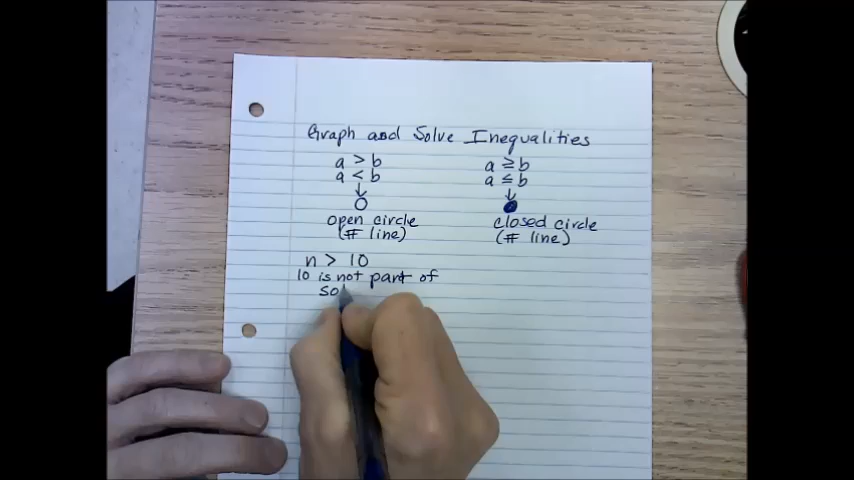 Graph and Solve Inequalities
a > b
a < b
↓
open circle
(# line)
a ≥ b
a ≤ b
↓
closed circle
(# line)
n > 10
10 is not part of